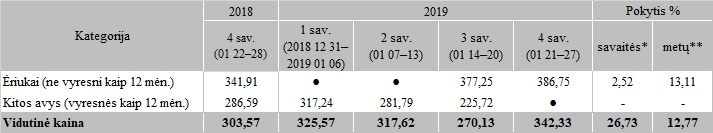 Kategorija 2018 2019 Pokytis %
4 sav. (01 22–28) 1 sav. (2018 12 31–2019 01 06) 2 sav. (01 07–13) 3 sav. (01 14–20) 4 sav. (01 21–27) savaitės* metų**
Ėriukai (ne vyresni kaip 12 mėn.) 341,91 ● ● 377,25 386,75 2,52 13,11
Kitos avys (vyresnės kaip 12 mėn.) 286,59 317,24 281,79 225,72 ● - -
Vidutinė kaina 303,57 325,57 317,62 270,13 342,33 26,73 12,77